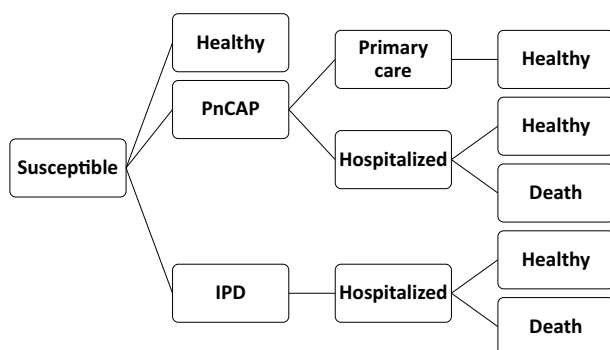 Healthy
Primary
care
Healthy
PnCAP
Healthy
Susceptible
Hospitalized
Death
Healthy
IPD
Hospitalized
Death